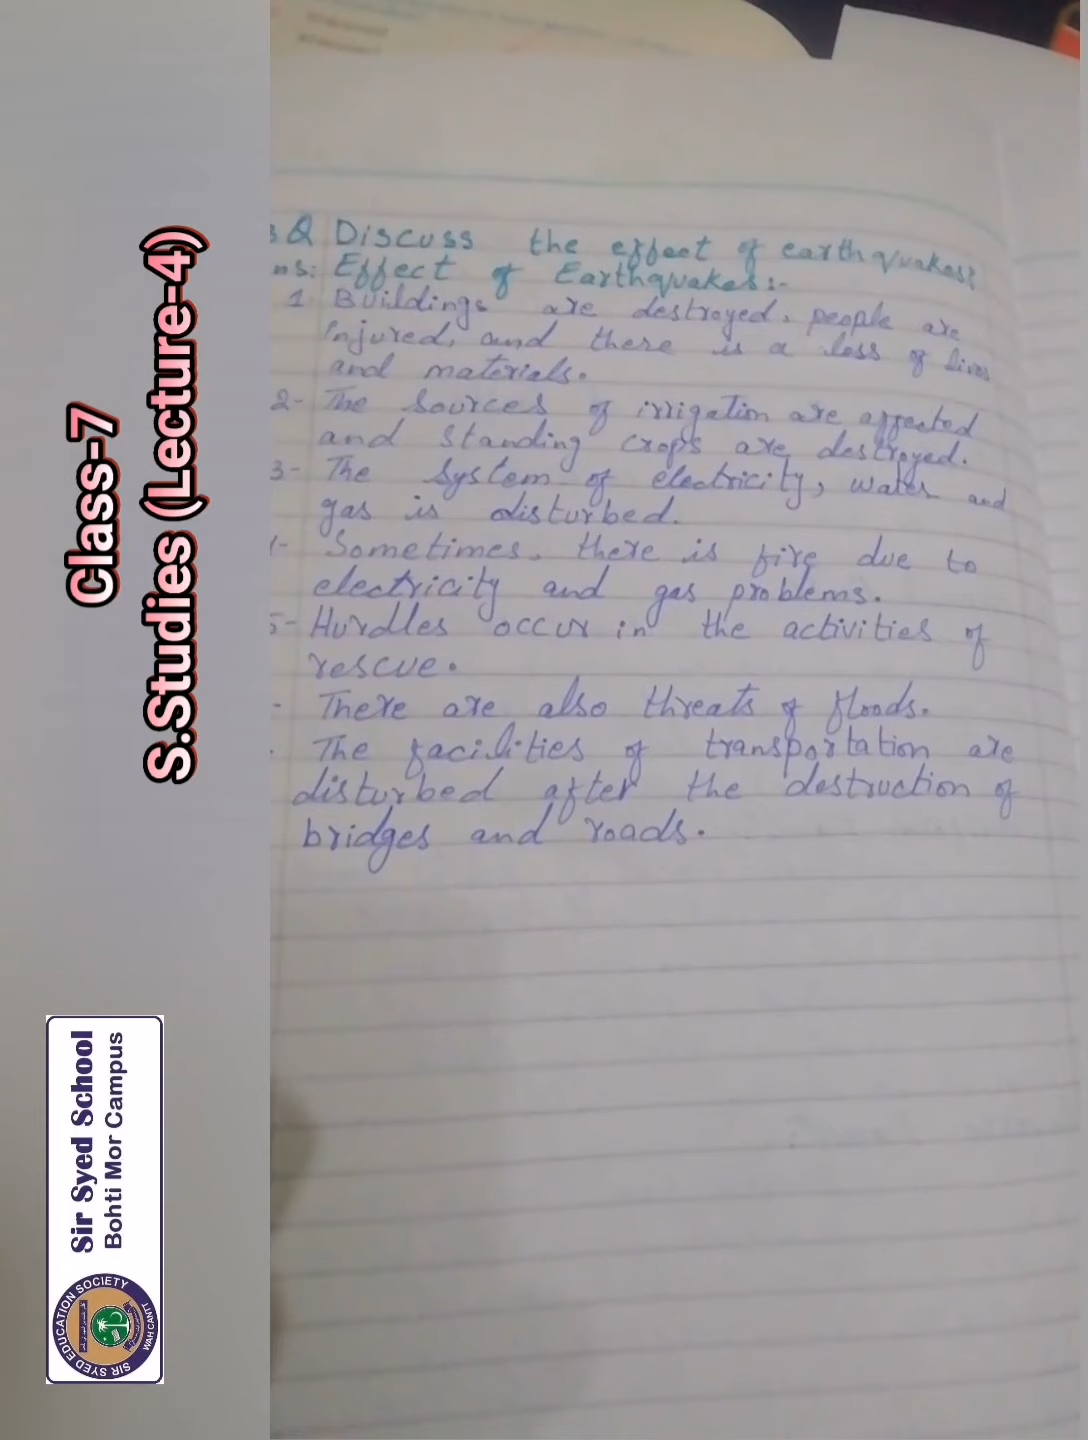 Class-7
S.Studies (Lecture-4)
Sir Syed School
Bohti Mor Campus
SIR SYED EDUCATION SOCIETY
WAH CANTT
Q Discuss the effect of earthquakes?
ns: Effect of Earthquakes:-
1 Buildings are destroyed. people are
Injured, and there is a loss of lives
and materials.
2- The sources of irrigation are affected
and standing crops are destroyed.
3- The system of electricity, water and
gas is disturbed.
- Sometimes. there is fire due to
electricity and gas problems.
5- Hurdles occur in the activities of
rescue.
- There are also threats of floods.
The facilities of transportation are
disturbed after the destruction of
bridges and roads.